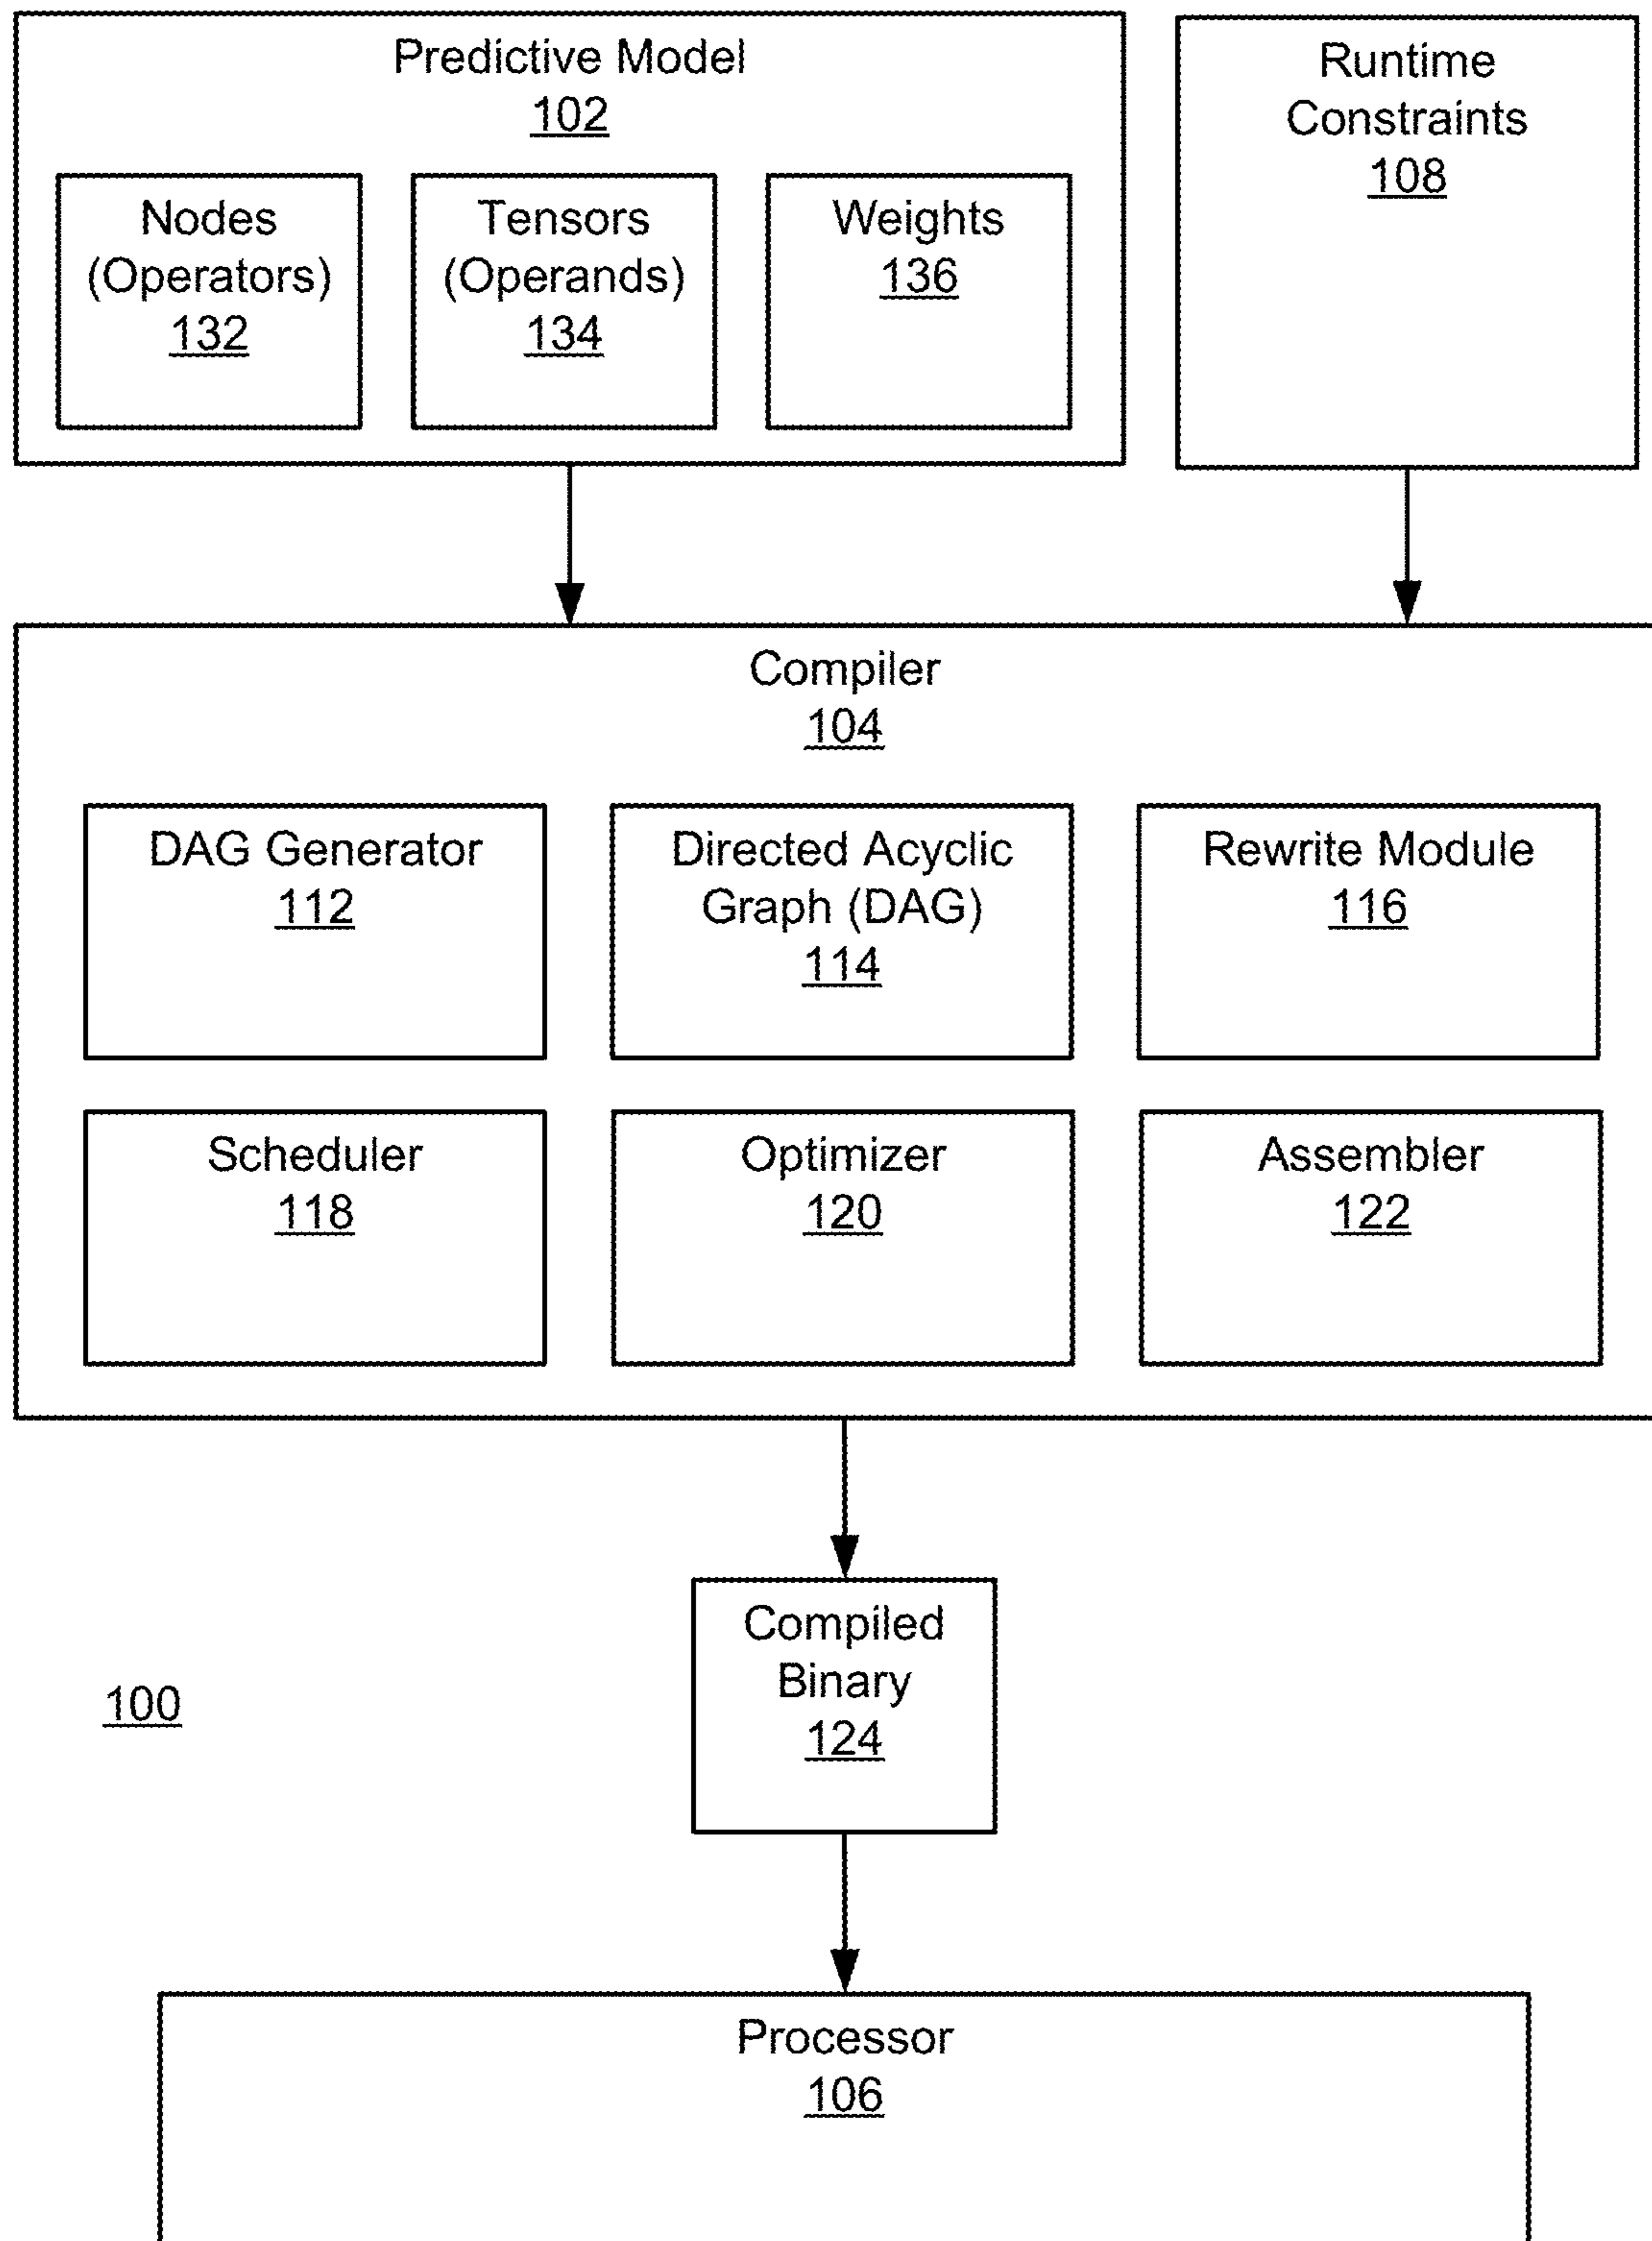 Predictive Model
102
Nodes
(Operators)
132
Tensors
(Operands)
134
Weights
136
Runtime
Constraints
108
Compiler
104
DAG Generator
112
Directed Acyclic
Graph (DAG)
114
Rewrite Module
116
Scheduler
118
Optimizer
120
Assembler
122
Compiled
Binary
124
100
Processor
106